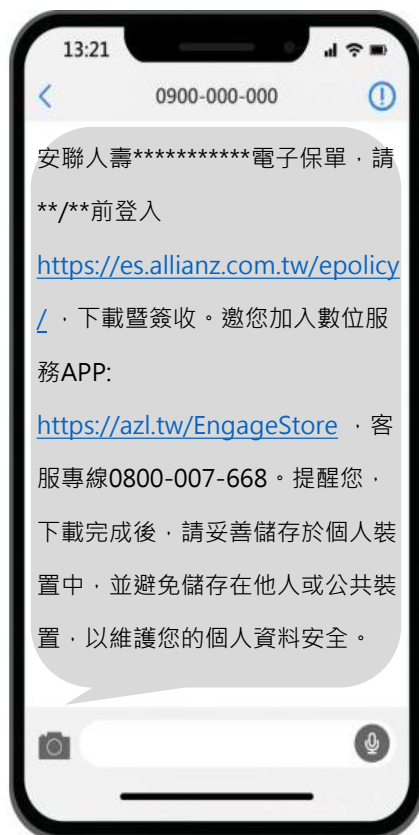 13:21
0900-000-000
安聯人壽***********電子保單，請
**/**前登入
https://es.allianz.com.tw/epolicy
/ ，下載暨簽收。邀您加入數位服
務APP:
https://azl.tw/EngageStore ，客
服專線0800-007-668。提醒您，
下載完成後，請妥善儲存於個人裝
置中，並避免儲存在他人或公共裝
置，以維護您的個人資料安全。